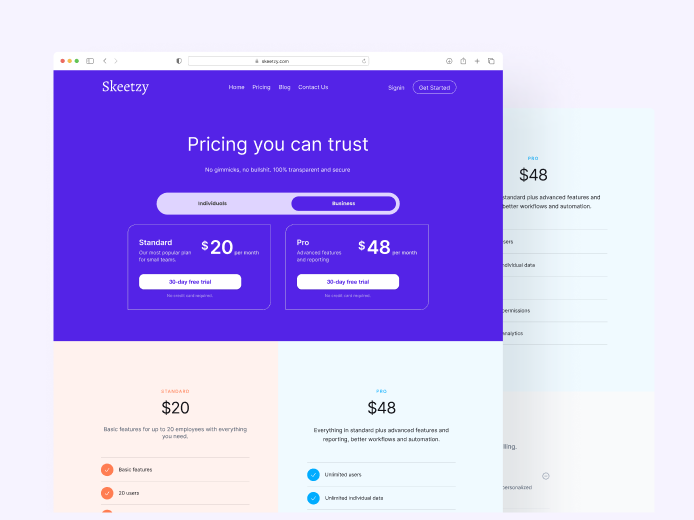 skeetzy.com
Skeetzy
Home Pricing Blog Contact Us
Signin Get Started
Pricing you can trust
No gimmicks, no bullshit, 100% transparent and secure
Individuals Business
Standard
Our most popular plan
for small teams.
$20 per month
30-day free trial
No credit card required.
Pro
Advanced features
and reporting
$48 per month
30-day free trial
No credit card required.
STANDARD
$20
Basic features for up to 20 employees with everything
you need.
Basic features
20 users
PRO
$48
Everything in standard plus advanced features and
reporting, better workflows and automation.
Unlimited users
Unlimited individual data
PRO
$48
standard plus advanced features and
better workflows and automation.
sers
ndividual data
permissions
analytics
lling.
personalized